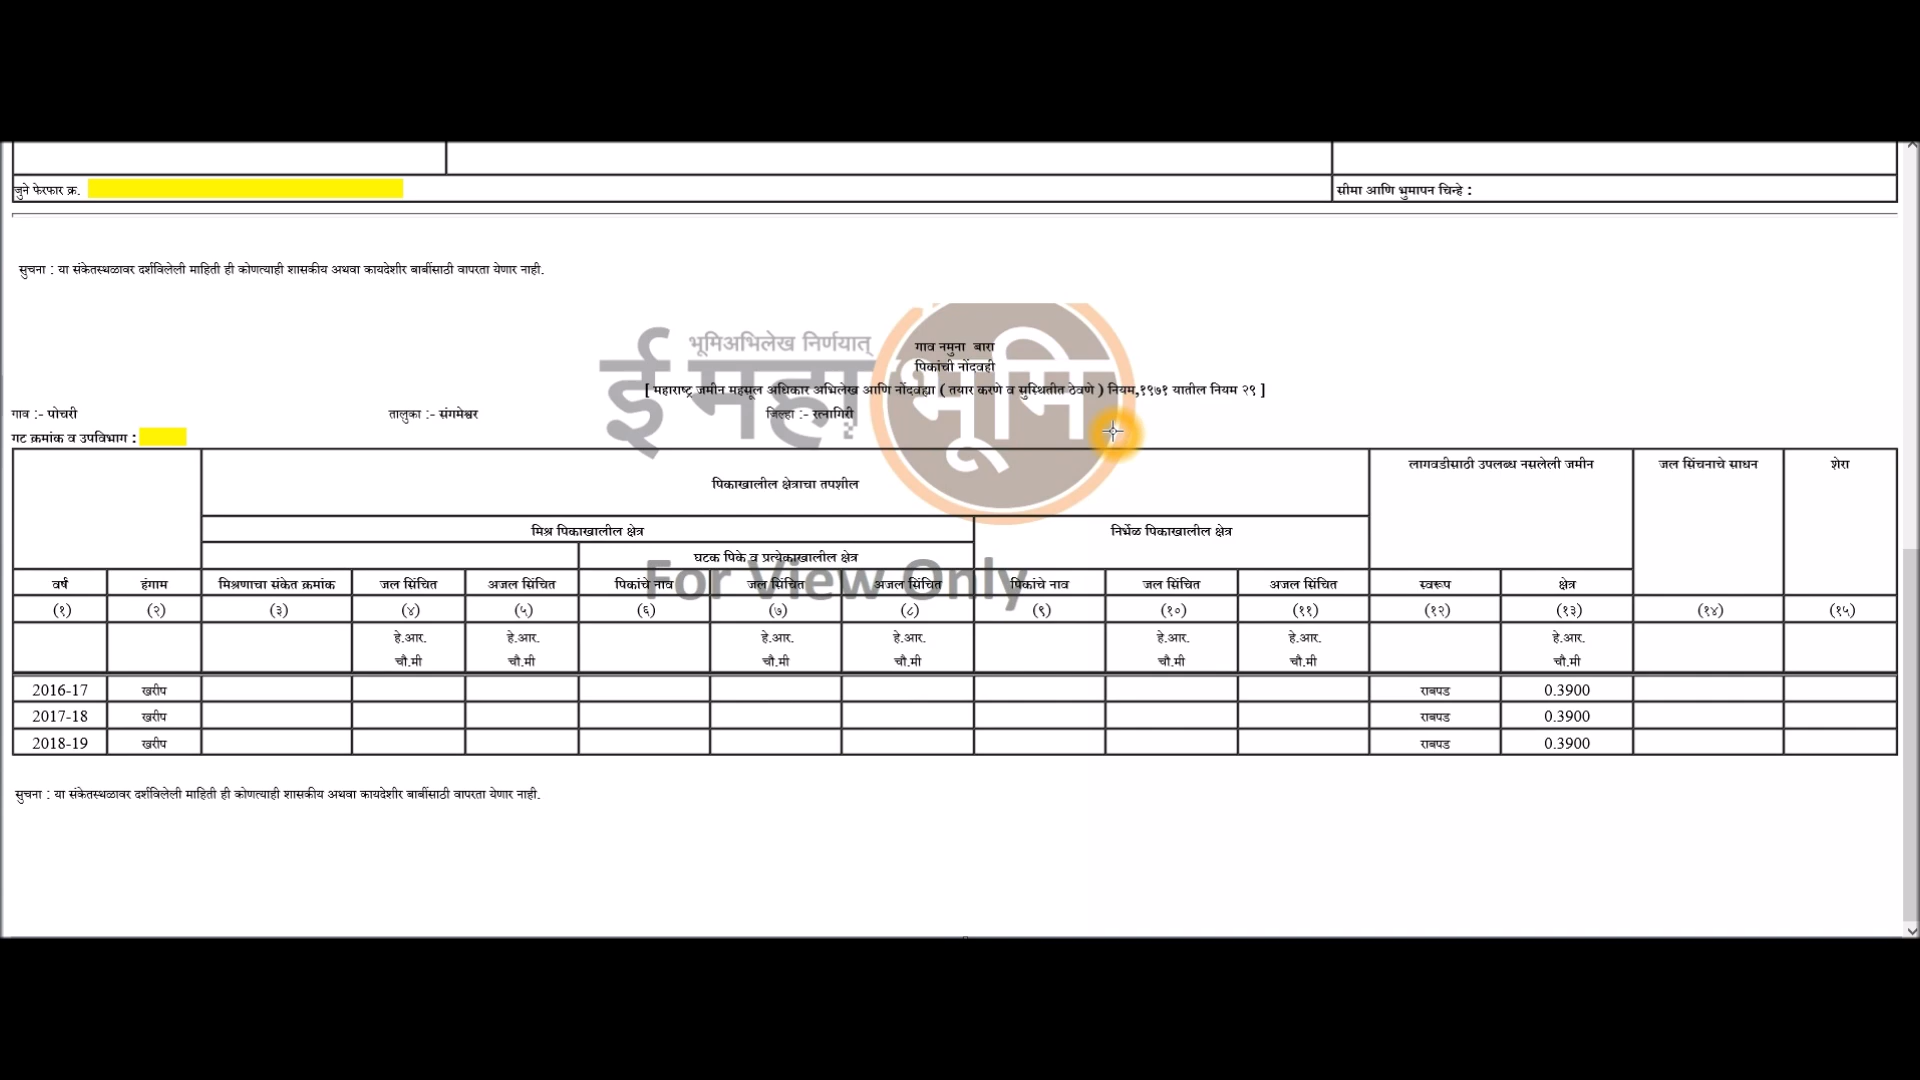 जुने फेरफार क्र.
सीमा आणि भुमापन चिन्हे :
सुचना : या संकेतस्थळावर दर्शविलेली माहिती ही कोणत्याही शासकीय अथवा कायदेशीर बाबींसाठी वापरता येणार नाही.
भूमिअभिलेख निर्णयात्
ई महा भूमि
गाव नमुना बारा
पिकांची नोंदवही
[ महाराष्ट्र जमीन महसूल अधिकार अभिलेख आणि नोंदवह्या ( तयार करणे व सुस्थितीत ठेवणे ) नियम,१९७१ यातील नियम २९ ]
गाव :- पोचरी तालुका :- संगमेश्वर जिल्हा :- रत्नागिरी
गट क्रमांक व उपविभाग :
पिकाखालील क्षेत्राचा तपशील लागवडीसाठी उपलब्ध नसलेली जमीन जल सिंचनाचे साधन शेरा
मिश्र पिकाखालील क्षेत्र निर्भेळ पिकाखालील क्षेत्र
घटक पिके व प्रत्येकाखालील क्षेत्र
For View Only
वर्ष हंगाम मिश्रणाचा संकेत क्रमांक जल सिंचित अजल सिंचित पिकांचे नाव जल सिंचित अजल सिंचित पिकांचे नाव जल सिंचित अजल सिंचित स्वरूप क्षेत्र
(१) (२) (३) (४) (५) (६) (७) (८) (९) (१०) (११) (१२) (१३) (१४) (१५)
हे.आर. हे.आर. हे.आर. हे.आर. हे.आर. हे.आर. हे.आर.
चौ.मी चौ.मी चौ.मी चौ.मी चौ.मी चौ.मी चौ.मी
2016-17 खरीप राबपड 0.3900
2017-18 खरीप राबपड 0.3900
2018-19 खरीप राबपड 0.3900
सुचना : या संकेतस्थळावर दर्शविलेली माहिती ही कोणत्याही शासकीय अथवा कायदेशीर बाबींसाठी वापरता येणार नाही.